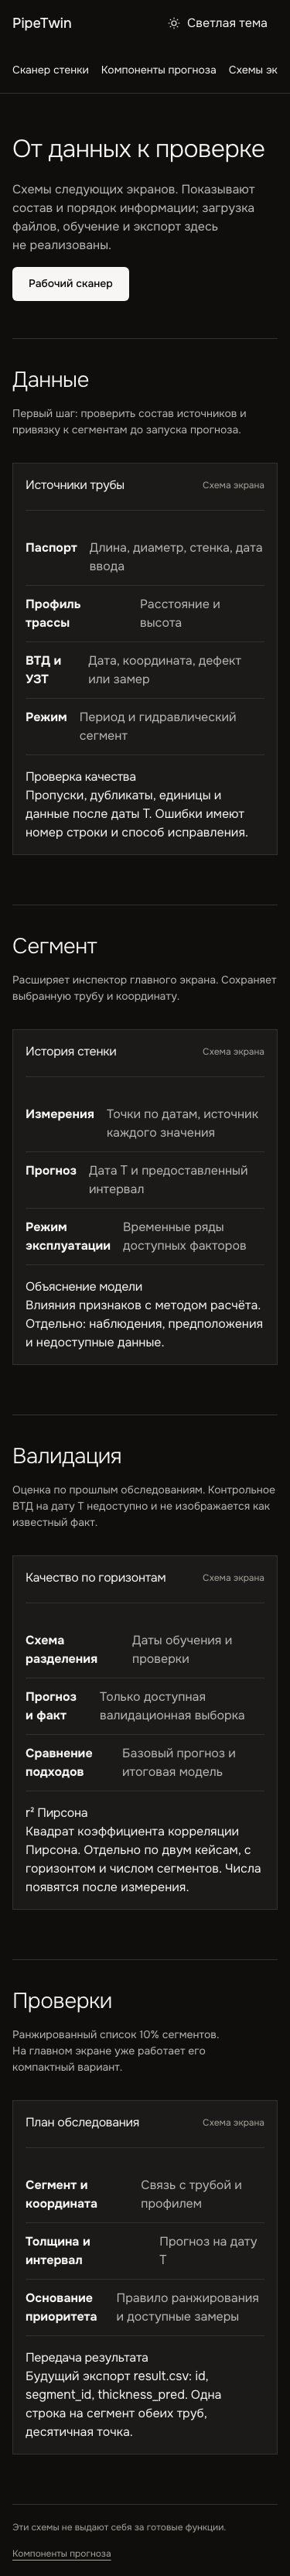 PipeTwin
Светлая тема
Сканер стенки Компоненты прогноза Схемы эк
От данных к проверке
Схемы следующих экранов. Показывают
состав и порядок информации; загрузка
файлов, обучение и экспорт здесь
не реализованы.
Рабочий сканер
Данные
Первый шаг: проверить состав источников и
привязку к сегментам до запуска прогноза.
Источники трубы
Схема экрана
Паспорт
Длина, диаметр, стенка, дата
ввода
Профиль
трассы
Расстояние и
высота
ВТД и
УЗТ
Дата, координата, дефект
или замер
Режим
Период и гидравлический
сегмент
Проверка качества
Пропуски, дубликаты, единицы и
данные после даты T. Ошибки имеют
номер строки и способ исправления.
Сегмент
Расширяет инспектор главного экрана. Сохраняет
выбранную трубу и координату.
История стенки
Схема экрана
Измерения
Точки по датам, источник
каждого значения
Прогноз
Дата T и предоставленный
интервал
Режим
эксплуатации
Временные ряды
доступных факторов
Объяснение модели
Влияния признаков с методом расчёта.
Отдельно: наблюдения, предположения
и недоступные данные.
Валидация
Оценка по прошлым обследованиям. Контрольное
ВТД на дату T недоступно и не изображается как
известный факт.
Качество по горизонтам
Схема экрана
Схема
разделения
Даты обучения и
проверки
Прогноз
и факт
Только доступная
валидационная выборка
Сравнение
подходов
Базовый прогноз и
итоговая модель
r² Пирсона
Квадрат коэффициента корреляции
Пирсона. Отдельно по двум кейсам, с
горизонтом и числом сегментов. Числа
появятся после измерения.
Проверки
Ранжированный список 10% сегментов.
На главном экране уже работает его
компактный вариант.
План обследования
Схема экрана
Сегмент и
координата
Связь с трубой и
профилем
Толщина и
интервал
Прогноз на дату
T
Основание
приоритета
Правило ранжирования
и доступные замеры
Передача результата
Будущий экспорт result.csv: id,
segment_id, thickness_pred. Одна
строка на сегмент обеих труб,
десятичная точка.
Эти схемы не выдают себя за готовые функции.
Компоненты прогноза